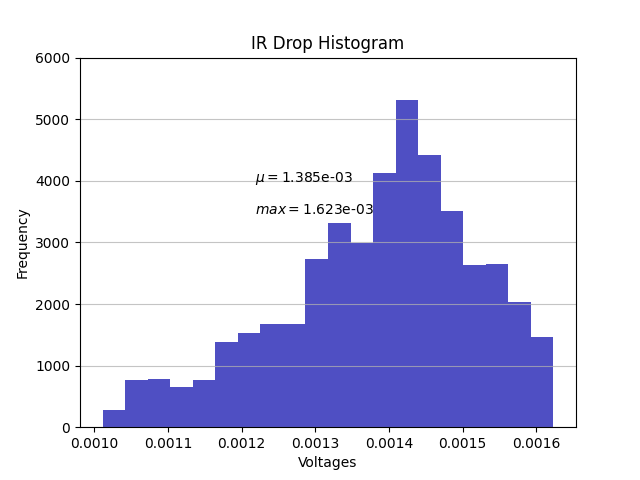 IR Drop Histogram
6000
5000
4000
3000
2000
1000
0
Frequency
μ = 1.385e-03
max = 1.623e-03
0.0010 0.0011 0.0012 0.0013 0.0014 0.0015 0.0016
Voltages